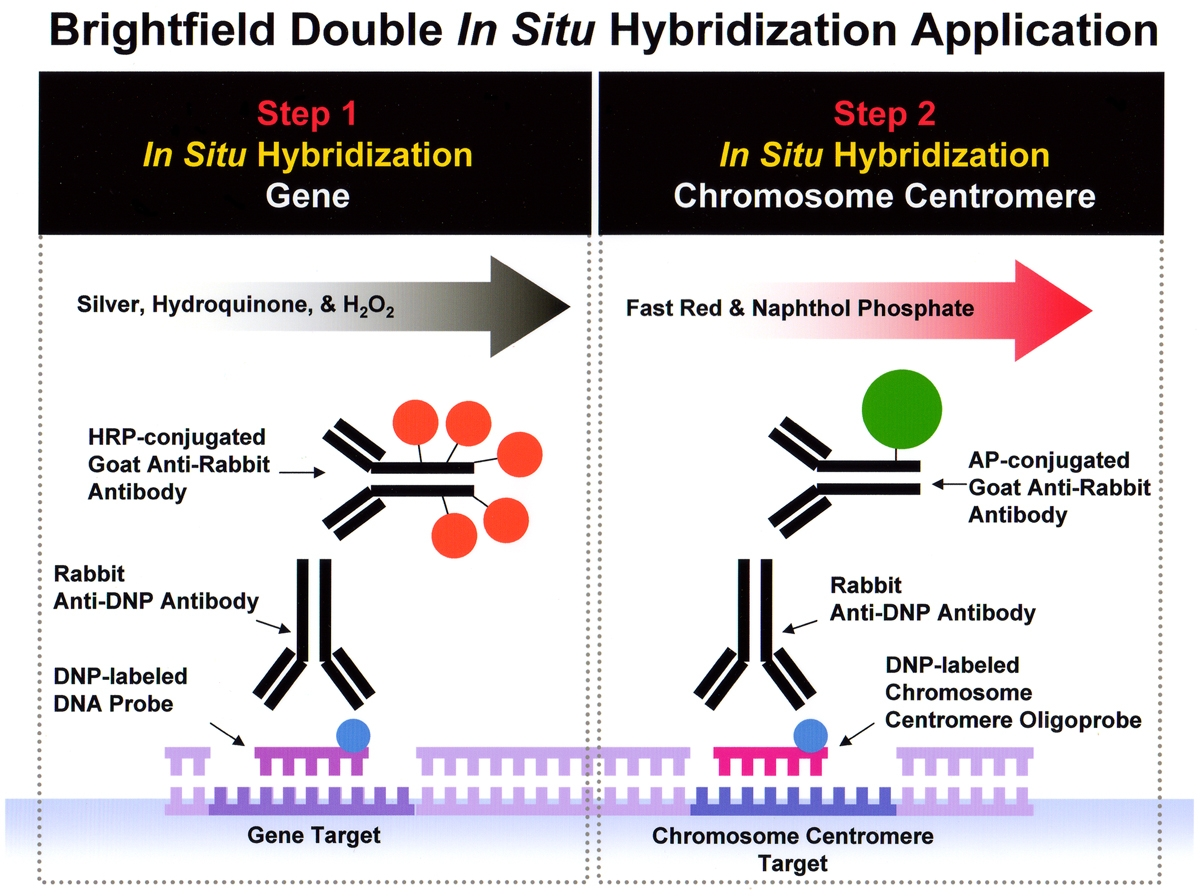 Brightfield Double In Situ Hybridization Application
Step 1
In Situ Hybridization
Gene
Silver, Hydroquinone, & H₂O₂
HRP-conjugated
Goat Anti-Rabbit
Antibody
Rabbit
Anti-DNP Antibody
DNP-labeled
DNA Probe
Gene Target
Step 2
In Situ Hybridization
Chromosome Centromere
Fast Red & Naphthol Phosphate
AP-conjugated
Goat Anti-Rabbit
Antibody
Rabbit
Anti-DNP Antibody
DNP-labeled
Chromosome
Centromere Oligoprobe
Chromosome Centromere
Target